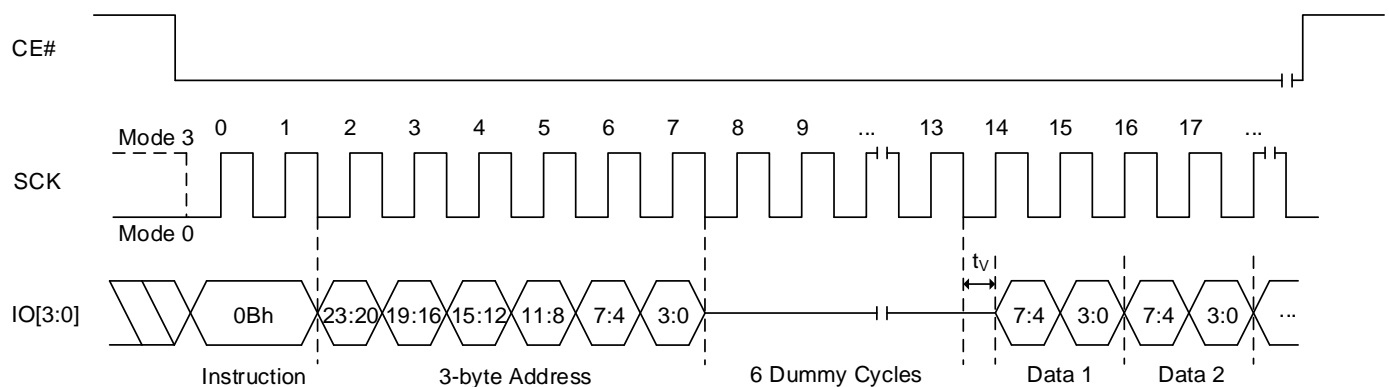 CE#
0 1 2 3 4 5 6 7 8 9 ... 13 14 15 16 17 ...
Mode 3
SCK
Mode 0
tV
IO[3:0] 0Bh 23:20 19:16 15:12 11:8 7:4 3:0 7:4 3:0 7:4 3:0 ...
Instruction 3-byte Address 6 Dummy Cycles Data 1 Data 2